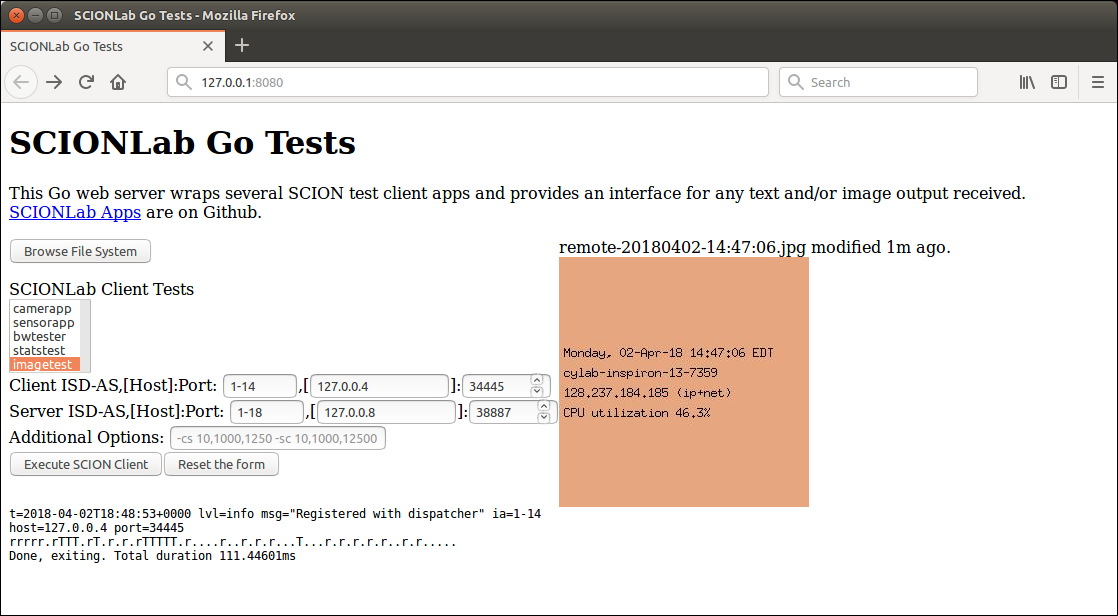 SCIONLab Go Tests - Mozilla Firefox
SCIONLab Go Tests
127.0.0.1:8080
Search
SCIONLab Go Tests
This Go web server wraps several SCION test client apps and provides an interface for any text and/or image output received.
SCIONLab Apps are on Github.
Browse File System
SCIONLab Client Tests
camerapp
sensorapp
bwtester
statstest
imagetest
Client ISD-AS,[Host]:Port: 1-14 ,[ 127.0.0.4 ]: 34445
Server ISD-AS,[Host]:Port: 1-18 ,[ 127.0.0.8 ]: 38887
Additional Options: -cs 10,1000,1250 -sc 10,1000,12500
Execute SCION Client Reset the form
remote-20180402-14:47:06.jpg modified 1m ago.
Monday, 02-Apr-18 14:47:06 EDT
cylab-inspiron-13-7359
128.237.184.185 (ip+net)
CPU utilization 46.3%
t=2018-04-02T18:48:53+0000 lvl=info msg="Registered with dispatcher" ia=1-14
host=127.0.0.4 port=34445
rrrrr.rTTT.rT.r.r.rTTTTT.r....r..r.r.r...T...r.r.r.r.r..r.r.....
Done, exiting. Total duration 111.44601ms